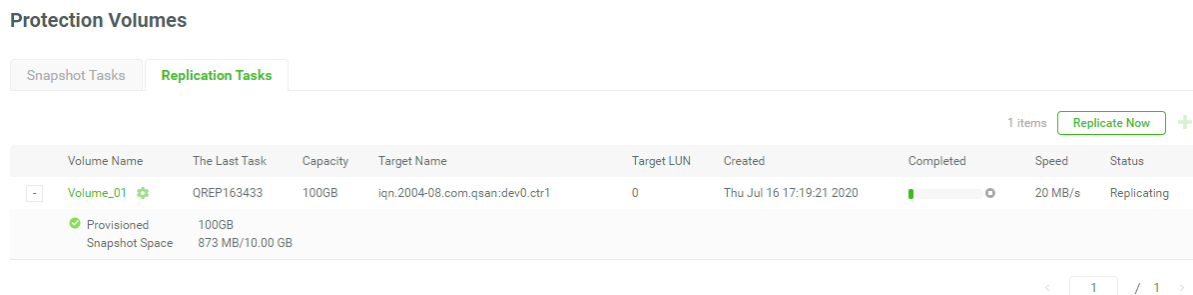 Protection Volumes
Snapshot Tasks Replication Tasks
1 items Replicate Now +
Volume Name The Last Task Capacity Target Name Target LUN Created Completed Speed Status
- Volume_01 QREP163433 100GB iqn.2004-08.com.qsan:dev0.ctr1 0 Thu Jul 16 17:19:21 2020 20 MB/s Replicating
Provisioned 100GB
Snapshot Space 873 MB/10.00 GB
< 1 / 1 >